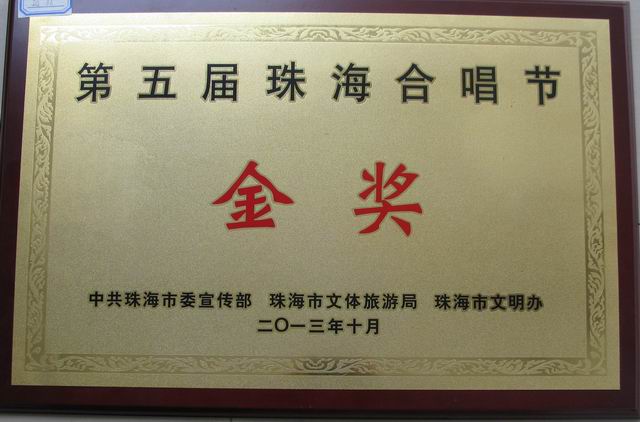 第五届珠海合唱节
金奖
中共珠海市委宣传部 珠海市文体旅游局 珠海市文明办
二〇一三年十月